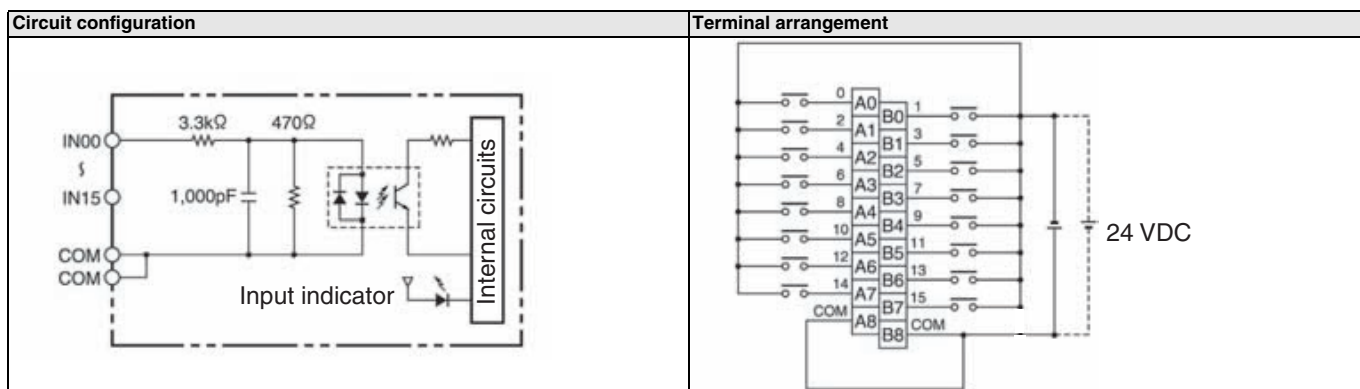 Circuit configuration
Terminal arrangement
3.3kΩ 470Ω
IN00
IN15
1,000pF
COM
COM
Input indicator
Internal circuits
0 A0
B0 1
2 A1
B1 3
4 A2
B2 5
6 A3
B3 7
8 A4
B4 9
10 A5
B5 11
12 A6
B6 13
14 A7
B7 15
COM A8
B8 COM
24 VDC